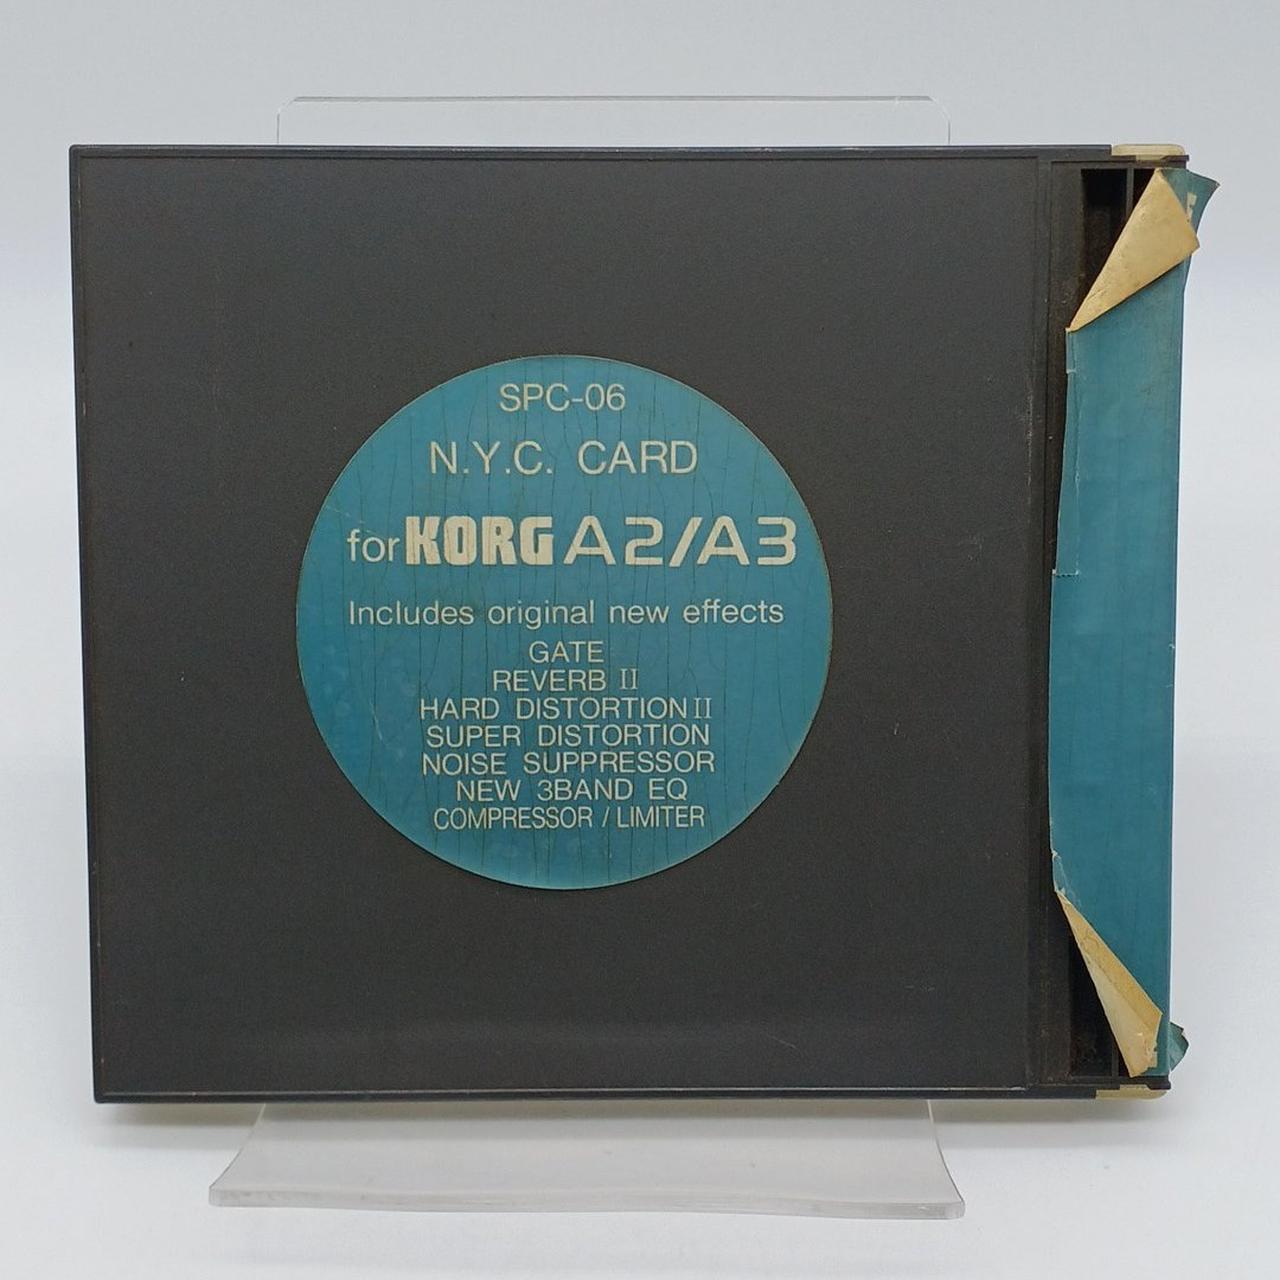 SPC-06
N.Y.C. CARD
for KORG A2/A3
Includes original new effects
GATE
REVERB II
HARD DISTORTION II
SUPER DISTORTION
NOISE SUPPRESSOR
NEW 3BAND EQ
COMPRESSOR / LIMITER